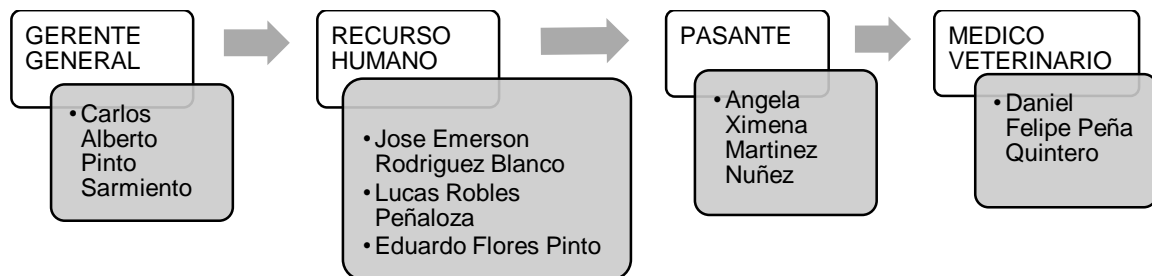 GERENTE
GENERAL
• Carlos
Alberto
Pinto
Sarmiento
RECURSO
HUMANO
• Jose Emerson
Rodriguez Blanco
• Lucas Robles
Peñaloza
• Eduardo Flores Pinto
PASANTE
• Angela
Ximena
Martinez
Nuñez
MEDICO
VETERINARIO
• Daniel
Felipe Peña
Quintero